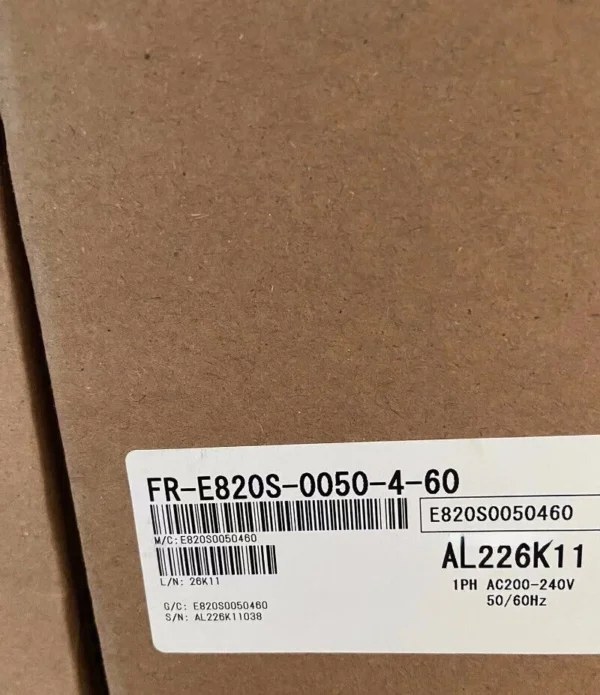 FR-E820S-0050-4-60
M/C: E820S0050460
E820S0050460
L/N: 26K11
AL226K11
1PH AC200-240V
50/60Hz
G/C: E820S0050460
S/N: AL226K11038